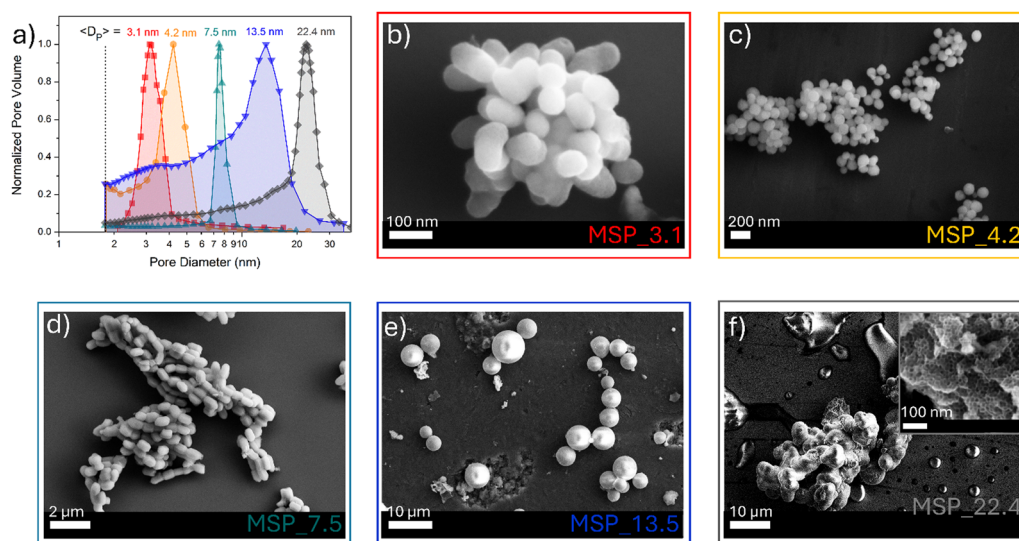 a)
<D_P> = 3.1 nm 4.2 nm 7.5 nm 13.5 nm 22.4 nm
Normalized Pore Volume
1.0
0.8
0.6
0.4
0.2
0.0
1 2 3 4 5 6 7 8 910 20 30
Pore Diameter (nm)
b)
100 nm
MSP_3.1
c)
200 nm
MSP_4.2
d)
2 µm
MSP_7.5
e)
10 µm
MSP_13.5
f)
100 nm
10 µm
MSP_22.4